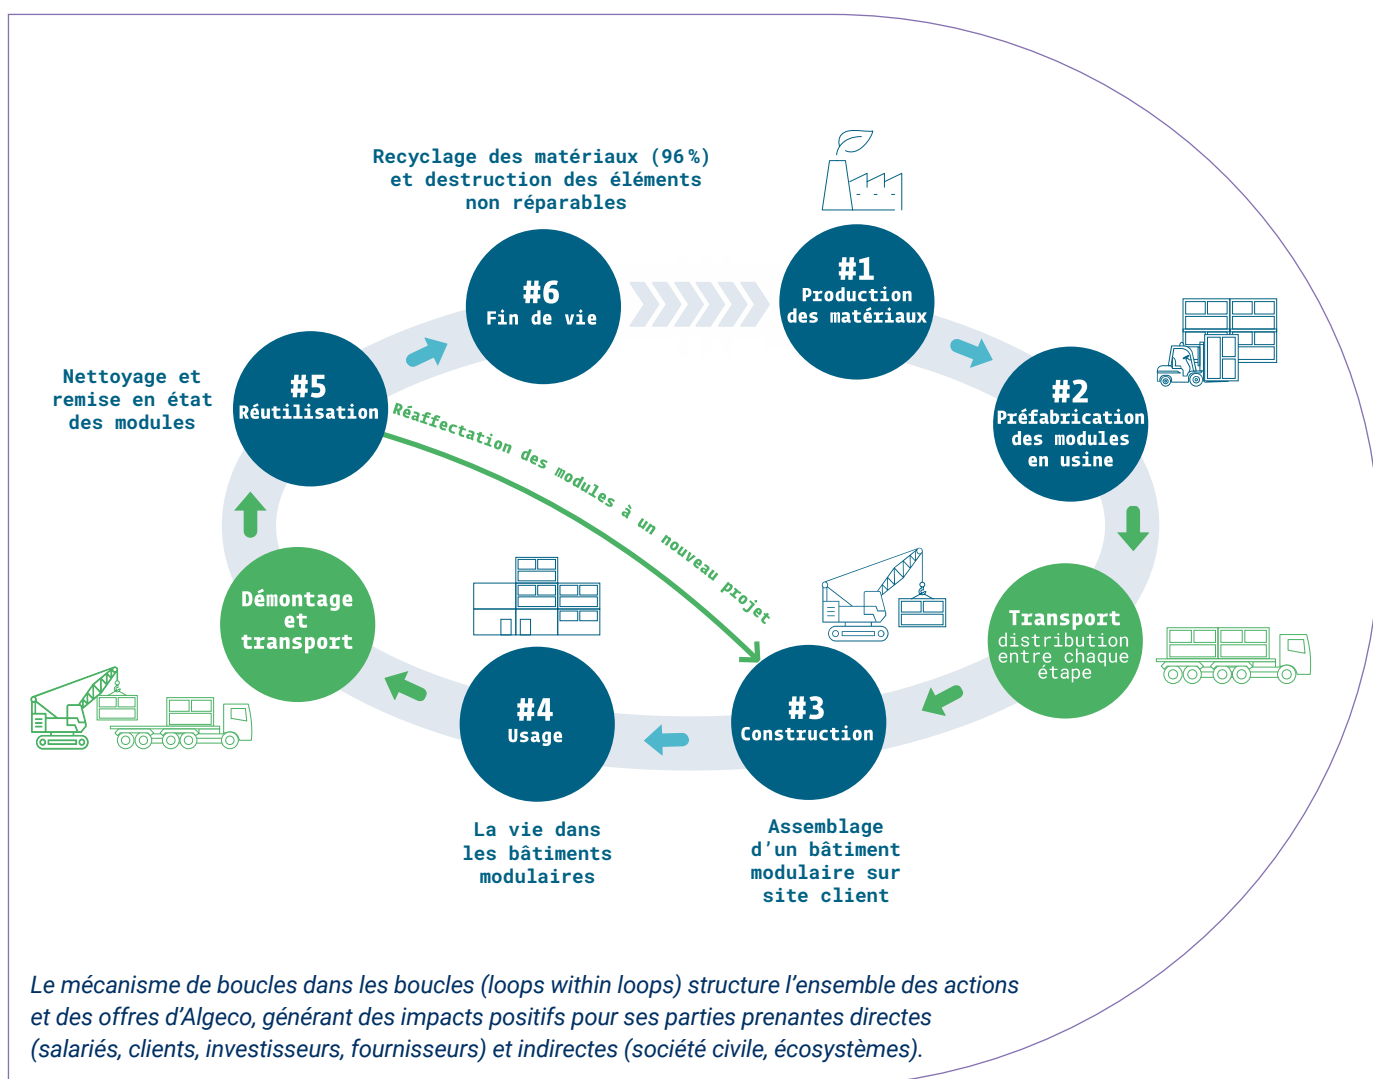 Recyclage des matériaux (96 %)
et destruction des éléments
non réparables
#1
Production
des matériaux
#6
Fin de vie
#2
Préfabrication
des modules
en usine
Nettoyage et
remise en état
des modules
#5
Réutilisation
Réaffectation des modules à un nouveau projet
Démontage
et
transport
Transport
distribution
entre chaque
étape
#4
Usage
#3
Construction
La vie dans
les bâtiments
modulaires
Assemblage
d’un bâtiment
modulaire sur
site client
Le mécanisme de boucles dans les boucles (loops within loops) structure l’ensemble des actions
et des offres d’Algeco, générant des impacts positifs pour ses parties prenantes directes
(salariés, clients, investisseurs, fournisseurs) et indirectes (société civile, écosystèmes).